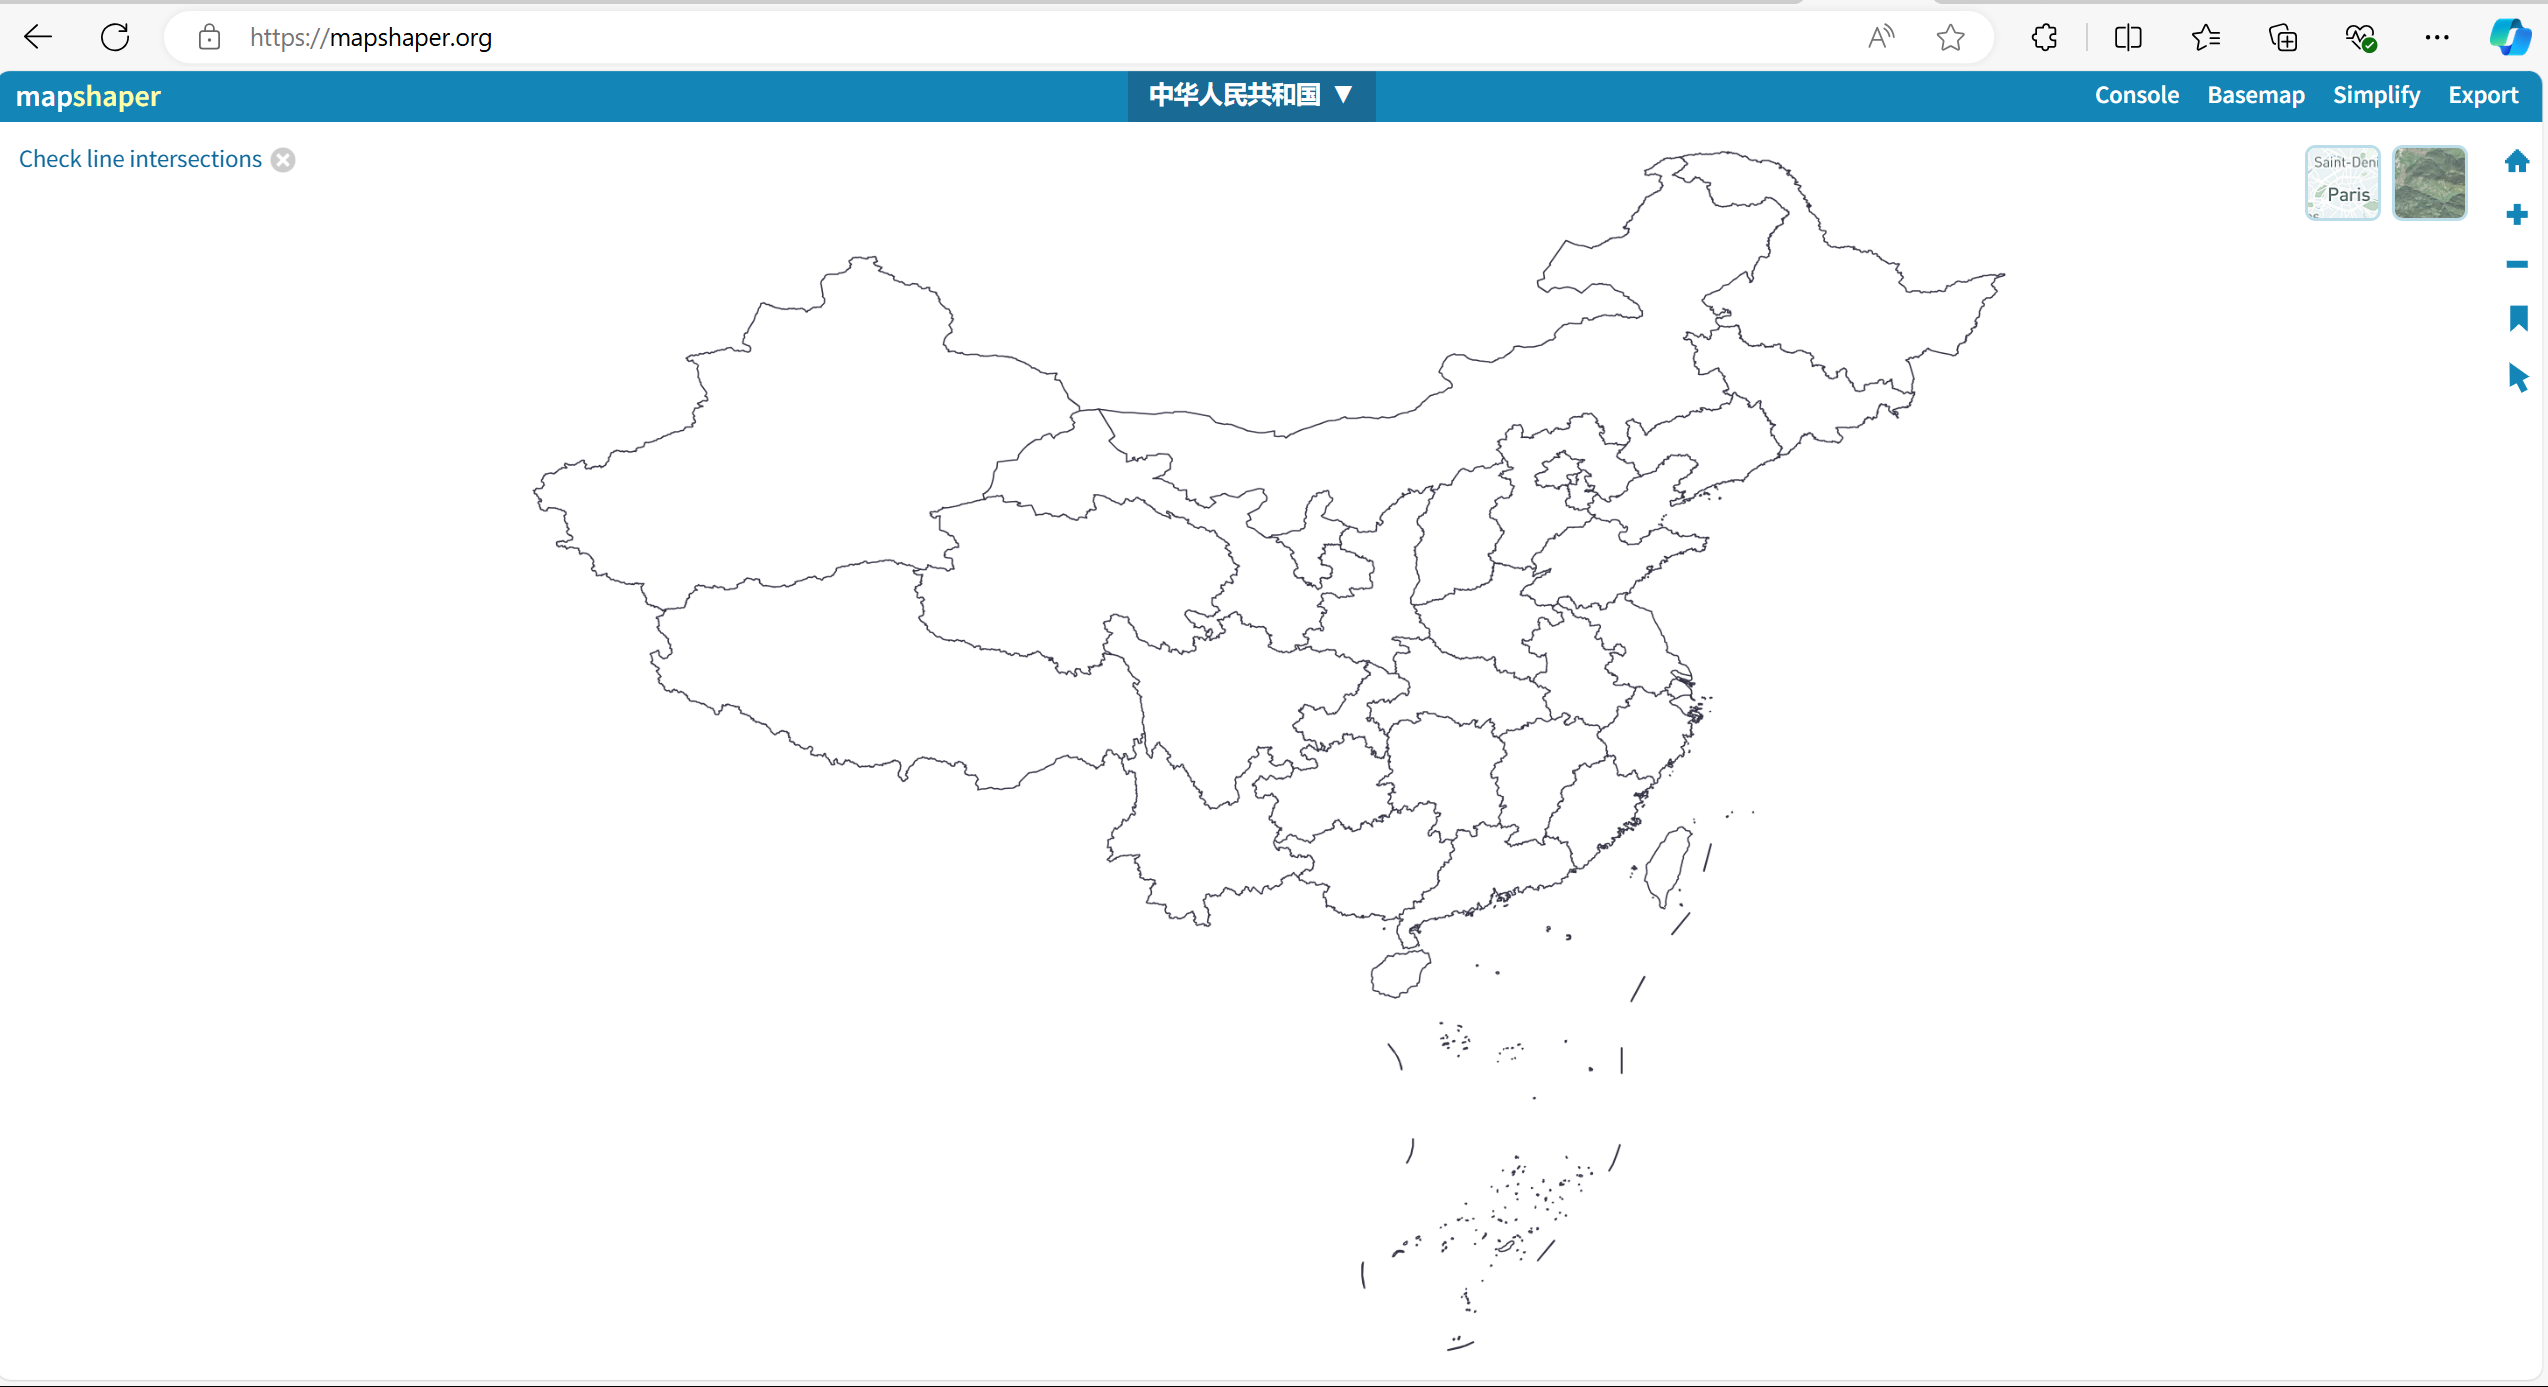 https://mapshaper.org
mapshaper
中华人民共和国 ▼
Console Basemap Simplify Export
Check line intersections
Saint-Deni
Paris